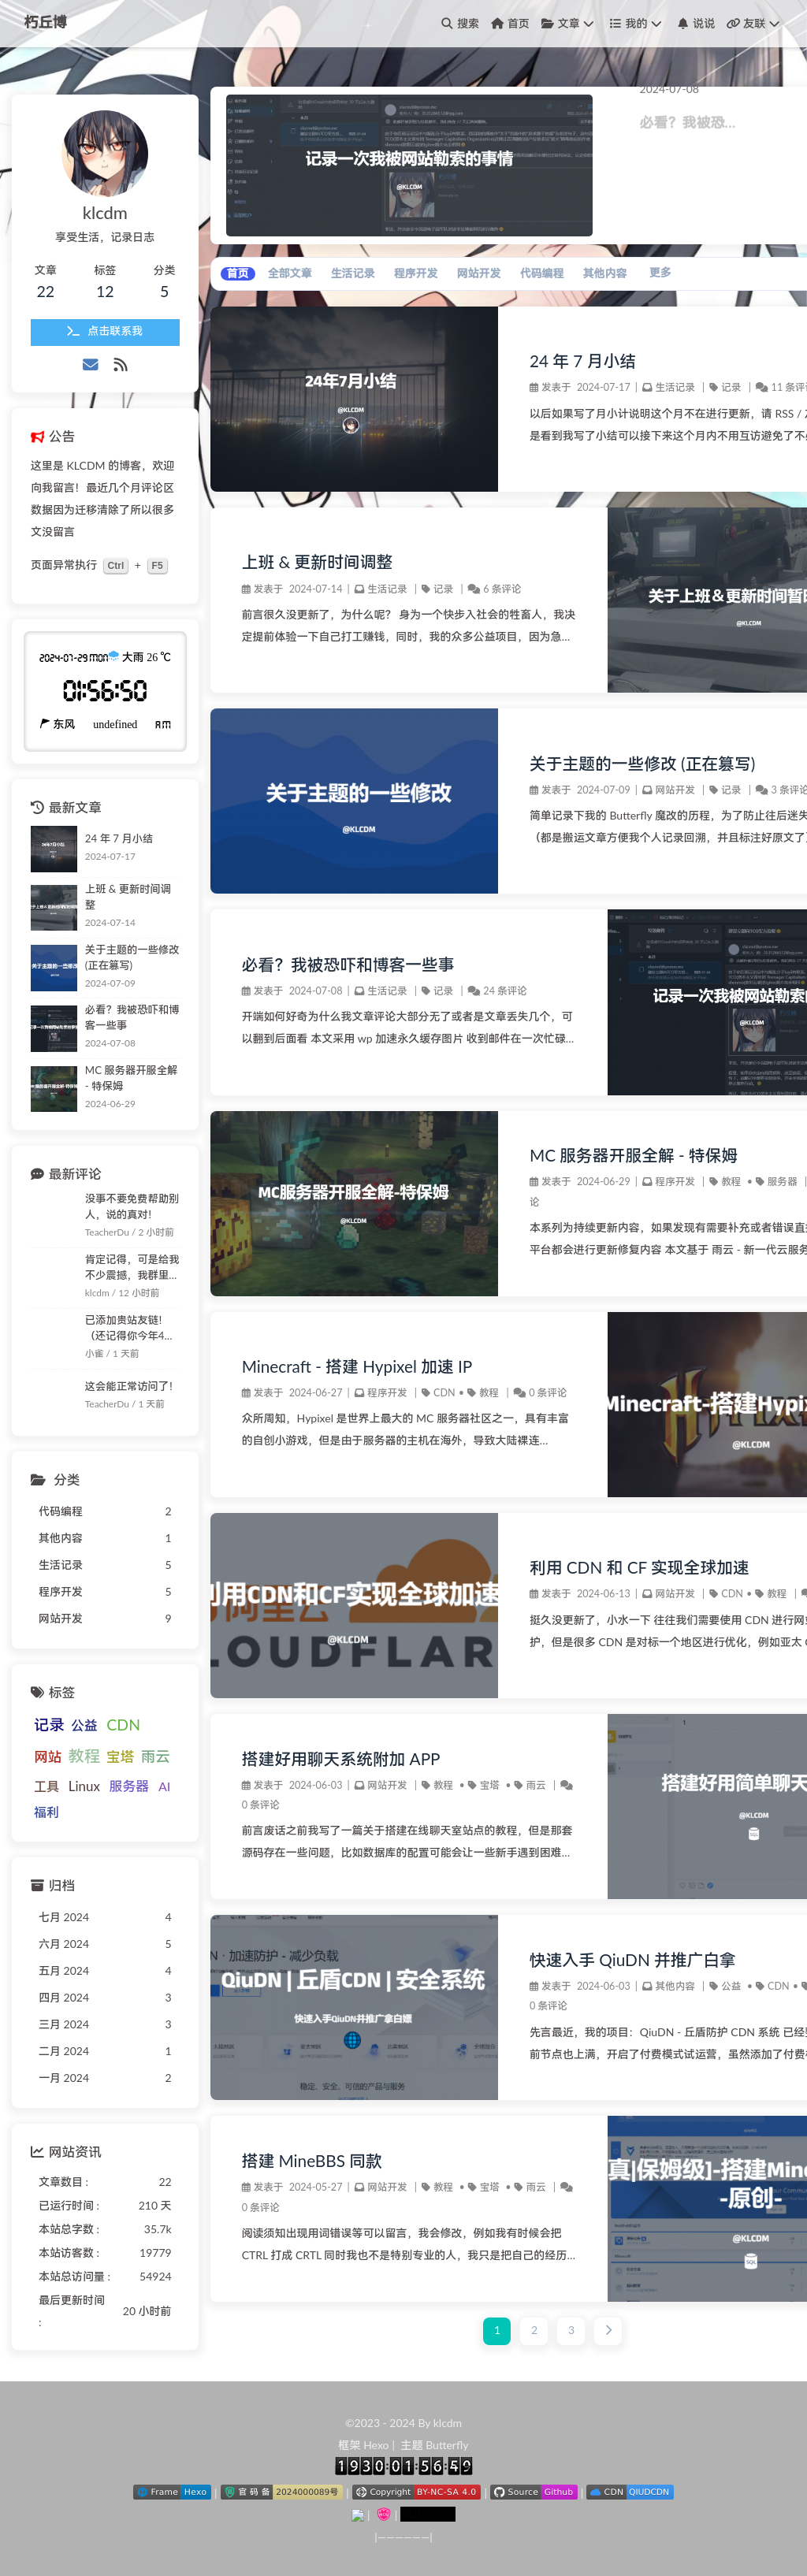 朽丘博
搜索 首页 文章 我的 说说 友联
klcdm
享受生活，记录日志
文章 标签 分类
22 12 5
点击联系我
公告
这里是 KLCDM 的博客，欢迎
向我留言！最近几个月评论区
数据因为迁移清除了所以很多
文没留言
页面异常执行 Ctrl + F5
2024-07-29 MON 大雨 26 ℃
01:56:50
东风 undefined AM
最新文章
24 年 7 月小结
2024-07-17
上班 & 更新时间调
整
2024-07-14
关于主题的一些修改
(正在篡写)
2024-07-09
必看？我被恐吓和博
客一些事
2024-07-08
MC 服务器开服全解
- 特保姆
2024-06-29
最新评论
没事不要免费帮助别
人，说的真对！
TeacherDu / 2 小时前
肯定记得，可是给我
不少震撼，我群里...
klcdm / 12 小时前
已添加贵站友链！
（还记得你今年4...
小雀 / 1 天前
这会能正常访问了！
TeacherDu / 1 天前
分类
代码编程 2
其他内容 1
生活记录 5
程序开发 5
网站开发 9
标签
记录 公益 CDN
网站 教程 宝塔 雨云
工具 Linux 服务器 AI
福利
归档
七月 2024 4
六月 2024 5
五月 2024 4
四月 2024 3
三月 2024 3
二月 2024 1
一月 2024 2
网站资讯
文章数目 : 22
已运行时间 : 210 天
本站总字数 : 35.7k
本站访客数 : 19779
本站总访问量 : 54924
最后更新时间
: 20 小时前
记录一次我被网站勒索的事情
@KLCDM
2024-07-08
必看？我被恐...
首页 全部文章 生活记录 程序开发 网站开发 代码编程 其他内容 更多
24年7月小结
@KLCDM
24 年 7 月小结
发表于 2024-07-17 | 生活记录 | 记录 | 11 条评
以后如果写了月小计说明这个月不在进行更新，请 RSS /
是看到我写了小结可以接下来这个月内不用互访避免了不
上班 & 更新时间调整
发表于 2024-07-14 | 生活记录 | 记录 | 6 条评论
前言很久没更新了，为什么呢？ 身为一个快步入社会的牲畜人，我决
定提前体验一下自己打工赚钱，同时，我的众多公益项目，因为急...
关于上班＆更新时间暂
@KLCDM
关于主题的一些修改
@KLCDM
关于主题的一些修改 (正在篡写)
发表于 2024-07-09 | 网站开发 | 记录 | 3 条评论
简单记录下我的 Butterfly 魔改的历程，为了防止往后迷失
（都是搬运文章方便我个人记录回溯，并且标注好原文了
必看？我被恐吓和博客一些事
发表于 2024-07-08 | 生活记录 | 记录 | 24 条评论
开端如何好奇为什么我文章评论大部分无了或者是文章丢失几个，可
以翻到后面看 本文采用 wp 加速永久缓存图片 收到邮件在一次忙碌...
记录一次我被网站勒索的
@KLCDM
MC服务器开服全解-特保姆
@KLCDM
MC 服务器开服全解 - 特保姆
发表于 2024-06-29 | 程序开发 | 教程 • 服务器 |
论
本系列为持续更新内容，如果发现有需要补充或者错误直
平台都会进行更新修复内容 本文基于 雨云 - 新一代云服务
Minecraft - 搭建 Hypixel 加速 IP
发表于 2024-06-27 | 程序开发 | CDN • 教程 | 0 条评论
众所周知，Hypixel 是世界上最大的 MC 服务器社区之一，具有丰富
的自创小游戏，但是由于服务器的主机在海外，导致大陆裸连...
Minecraft-搭建Hypix
@KLCDM
利用CDN和CF实现全球加速
@KLCDM
利用 CDN 和 CF 实现全球加速
发表于 2024-06-13 | 网站开发 | CDN • 教程 |
挺久没更新了，小水一下 往往我们需要使用 CDN 进行网
护，但是很多 CDN 是对标一个地区进行优化，例如亚太
搭建好用聊天系统附加 APP
发表于 2024-06-03 | 网站开发 | 教程 • 宝塔 • 雨云 |
0 条评论
前言废话之前我写了一篇关于搭建在线聊天室站点的教程，但是那套
源码存在一些问题，比如数据库的配置可能会让一些新手遇到困难...
搭建好用简单聊天
@KLCDM
QiuDN | 丘盾CDN | 安全系统
快速入手QiuDN并推广拿白嫖
快速入手 QiuDN 并推广白拿
发表于 2024-06-03 | 其他内容 | 公益 • CDN •
0 条评论
先言最近，我的项目：QiuDN - 丘盾防护 CDN 系统 已经
前节点也上满，开启了付费模式试运营，虽然添加了付费
搭建 MineBBS 同款
发表于 2024-05-27 | 网站开发 | 教程 • 宝塔 • 雨云 |
0 条评论
阅读须知出现用词错误等可以留言，我会修改，例如我有时候会把
CTRL 打成 CRTL 同时我也不是特别专业的人，我只是把自己的经历...
真|保姆级]-搭建Mine
-原创-
@KLCDM
1 2 3
©2023 - 2024 By klcdm
框架 Hexo | 主题 Butterfly
1930:01:56:49
Frame Hexo | 官 码 备 2024000089号 | Copyright BY-NC-SA 4.0 | Source Github | CDN QIUDCDN
|——————|